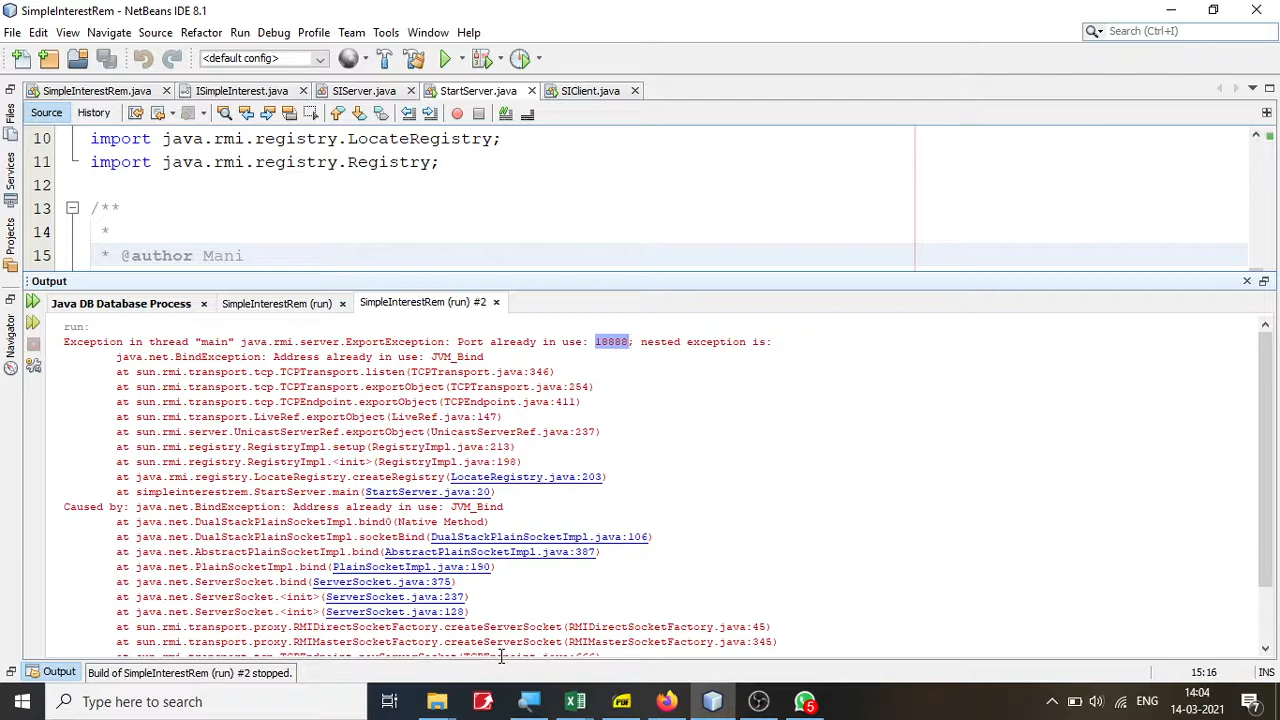 SimpleInterestRem - NetBeans IDE 8.1
File Edit View Navigate Source Refactor Run Debug Profile Team Tools Window Help
Search (Ctrl+I)
<default config>
SimpleInterestRem.java ISimpleInterest.java SIServer.java StartServer.java SIClient.java
Source History
10 import java.rmi.registry.LocateRegistry;
11 import java.rmi.registry.Registry;
12
13 /**
14 *
15 * @author Mani
Files
Services
Projects
Navigator
Output
Java DB Database Process SimpleInterestRem (run) SimpleInterestRem (run) #2
run:
Exception in thread "main" java.rmi.server.ExportException: Port already in use: 18888; nested exception is:
java.net.BindException: Address already in use: JVM_Bind
at sun.rmi.transport.tcp.TCPTransport.listen(TCPTransport.java:346)
at sun.rmi.transport.tcp.TCPTransport.exportObject(TCPTransport.java:254)
at sun.rmi.transport.tcp.TCPEndpoint.exportObject(TCPEndpoint.java:411)
at sun.rmi.transport.LiveRef.exportObject(LiveRef.java:147)
at sun.rmi.server.UnicastServerRef.exportObject(UnicastServerRef.java:237)
at sun.rmi.registry.RegistryImpl.setup(RegistryImpl.java:213)
at sun.rmi.registry.RegistryImpl.<init>(RegistryImpl.java:198)
at java.rmi.registry.LocateRegistry.createRegistry(LocateRegistry.java:203)
at simpleinterestrem.StartServer.main(StartServer.java:20)
Caused by: java.net.BindException: Address already in use: JVM_Bind
at java.net.DualStackPlainSocketImpl.bind0(Native Method)
at java.net.DualStackPlainSocketImpl.socketBind(DualStackPlainSocketImpl.java:106)
at java.net.AbstractPlainSocketImpl.bind(AbstractPlainSocketImpl.java:387)
at java.net.PlainSocketImpl.bind(PlainSocketImpl.java:190)
at java.net.ServerSocket.bind(ServerSocket.java:375)
at java.net.ServerSocket.<init>(ServerSocket.java:237)
at java.net.ServerSocket.<init>(ServerSocket.java:128)
at sun.rmi.transport.proxy.RMIDirectSocketFactory.createServerSocket(RMIDirectSocketFactory.java:45)
at sun.rmi.transport.proxy.RMIMasterSocketFactory.createServerSocket(RMIMasterSocketFactory.java:345)
Output Build of SimpleInterestRem (run) #2 stopped. 15:16 INS
Type here to search
PDF
5
ENG
14:04
14-03-2021
7